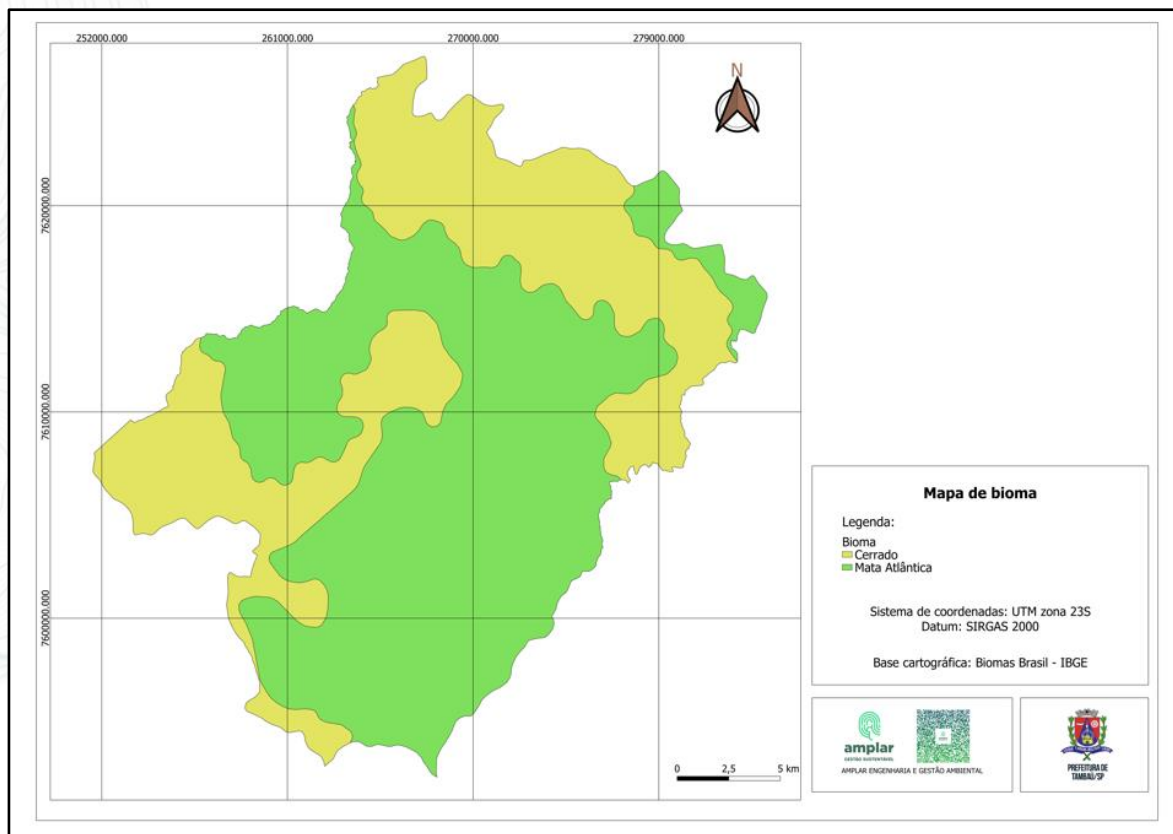 252000.000 261000.000 270000.000 279000.000
N
7620000.000
7610000.000
7600000.000
Mapa de bioma
Legenda:
Bioma
Cerrado
Mata Atlântica
Sistema de coordenadas: UTM zona 23S
Datum: SIRGAS 2000
Base cartográfica: Biomas Brasil - IBGE
0 2,5 5 km
amplar
GESTÃO SUSTENTÁVEL
AMPLAR ENGENHARIA E GESTÃO AMBIENTAL
PREFEITURA DE
TAMBAÚ/SP